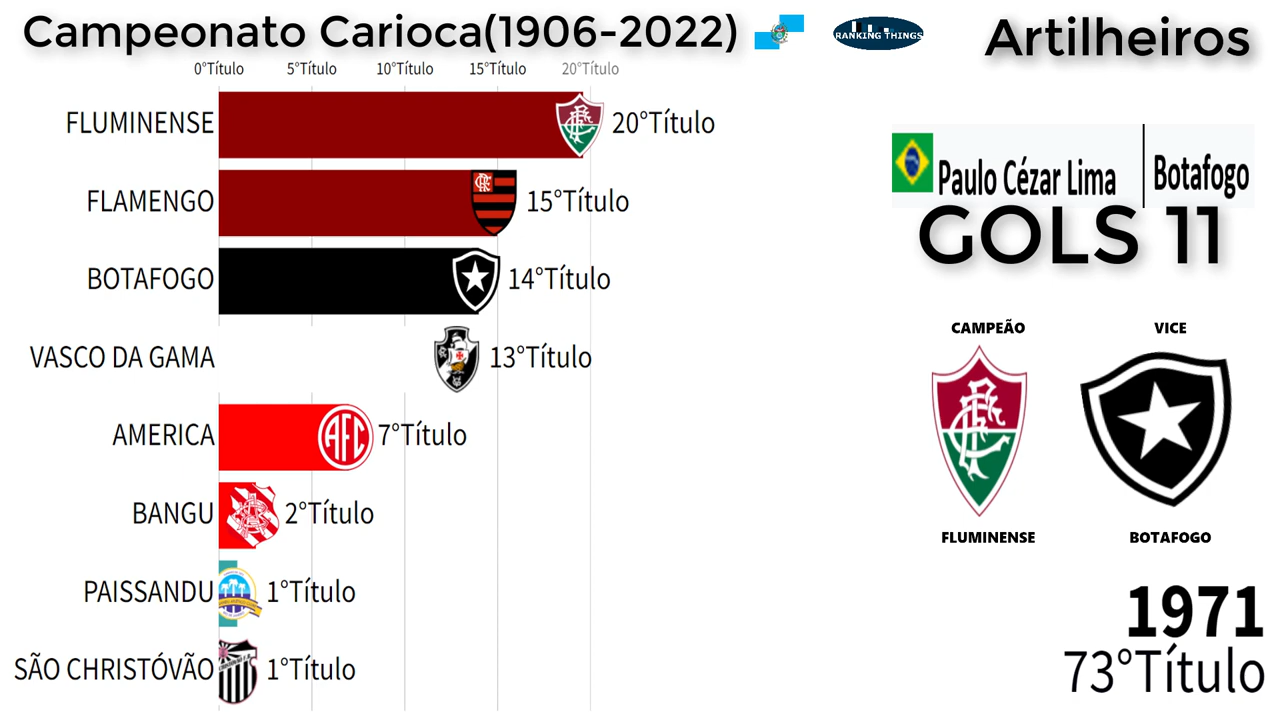 Campeonato Carioca(1906-2022)
RANKING THINGS
Artilheiros
0°Título 5°Título 10°Título 15°Título 20°Título
FLUMINENSE 20°Título
FLAMENGO 15°Título
BOTAFOGO 14°Título
VASCO DA GAMA 13°Título
AMERICA AFC 7°Título
BANGU 2°Título
PAISSANDU 1°Título
SÃO CHRISTÓVÃO 1°Título
Paulo Cézar Lima Botafogo
GOLS 11
CAMPEÃO VICE
FLUMINENSE BOTAFOGO
1971
73°Título